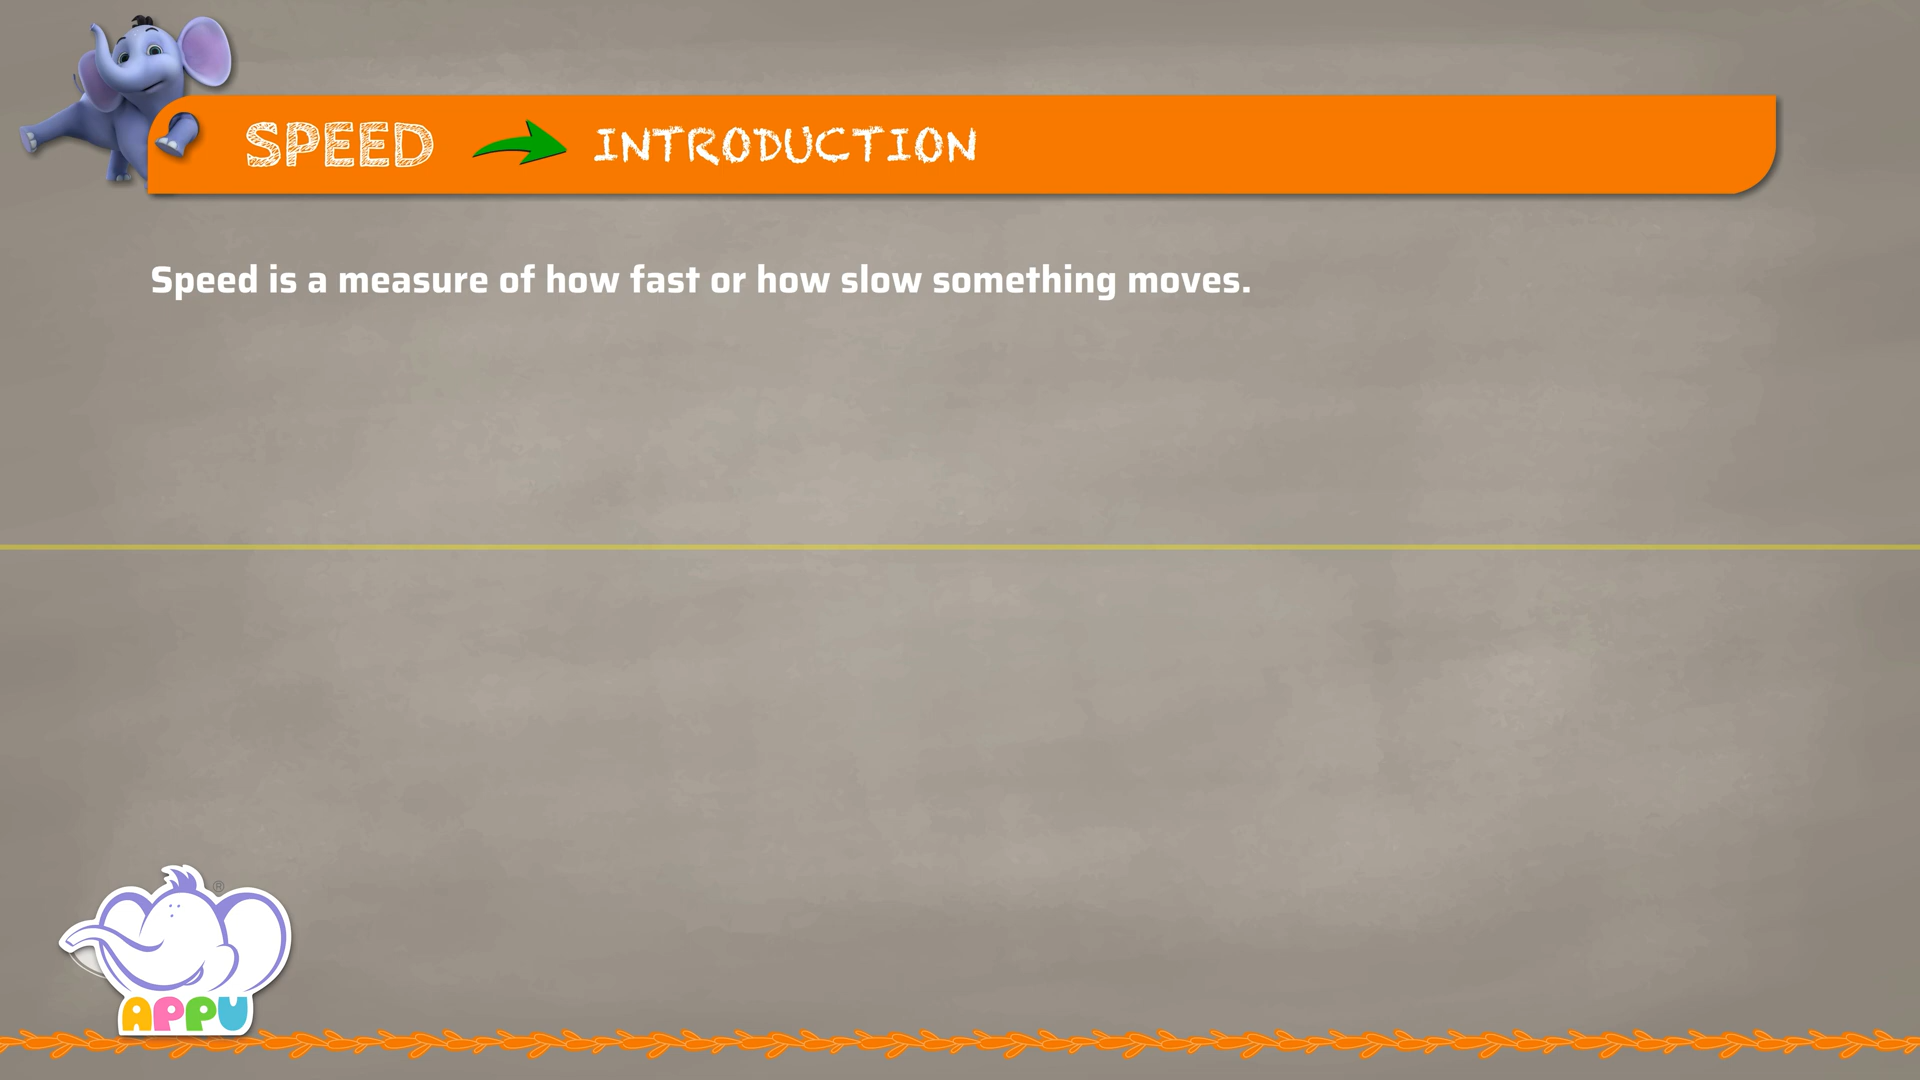 SPEED INTRODUCTION
Speed is a measure of how fast or how slow something moves.
®
APPU